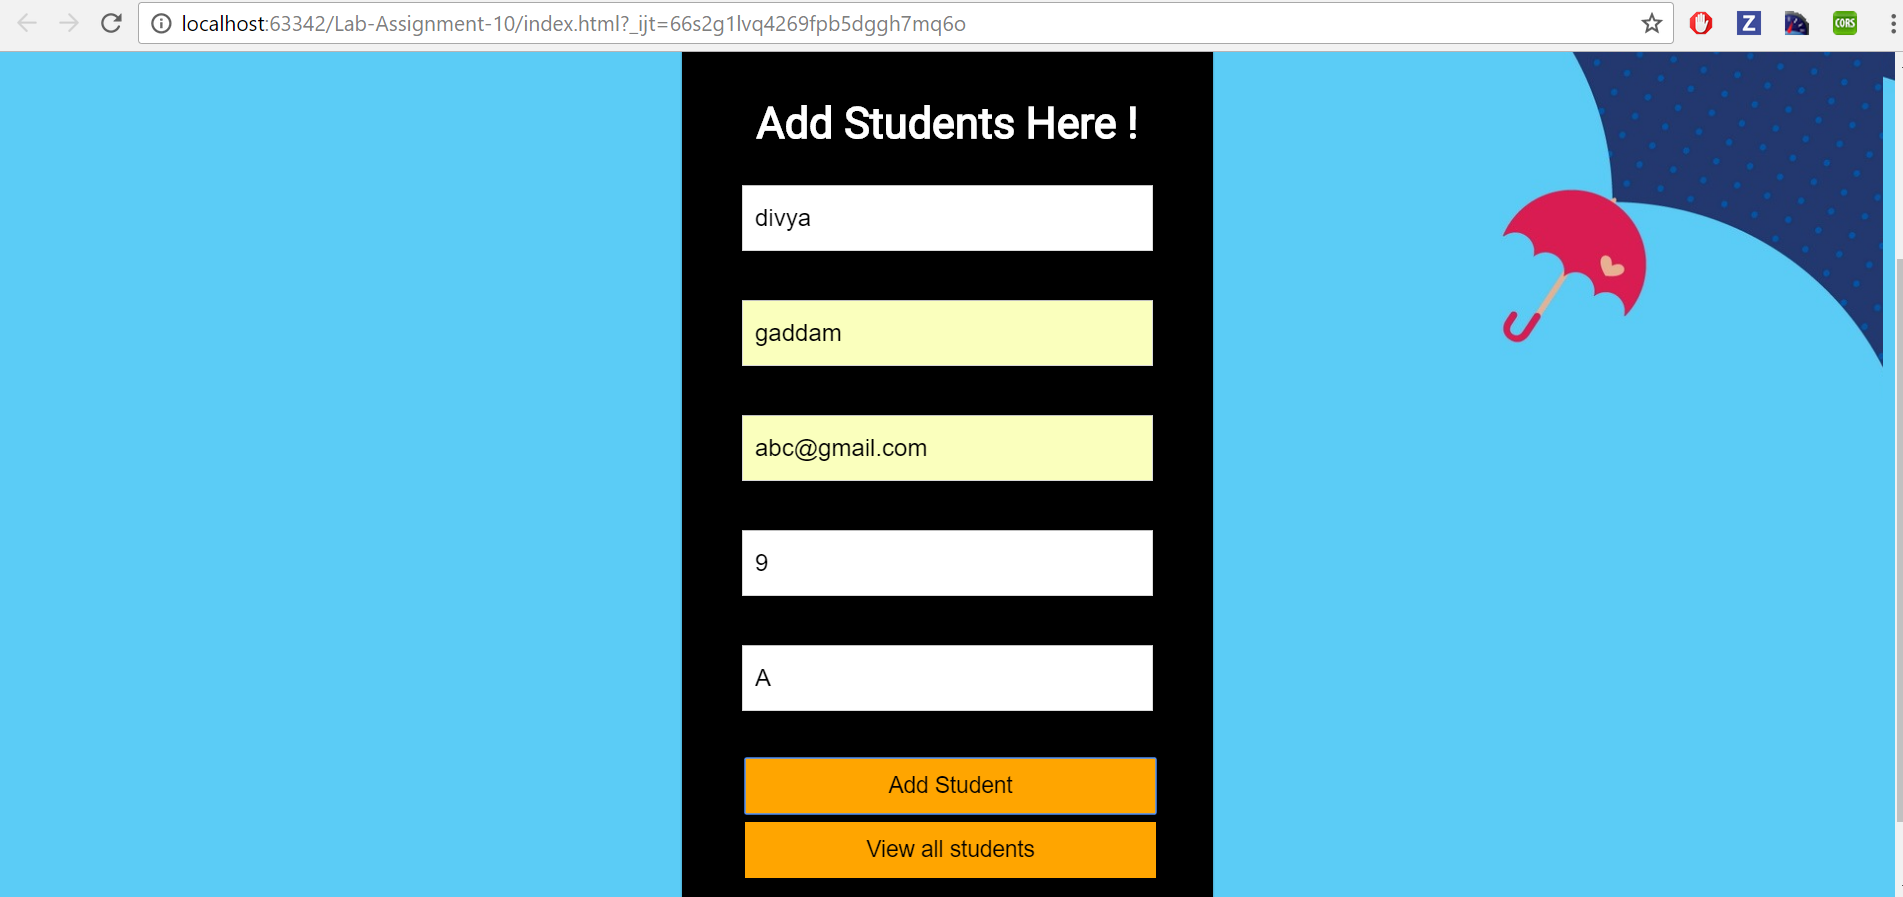 localhost:63342/Lab-Assignment-10/index.html?_ijt=66s2g1lvq4269fpb5dggh7mq6o
Z
CORS
Add Students Here !
divya
gaddam
abc@gmail.com
9
A
Add Student
View all students